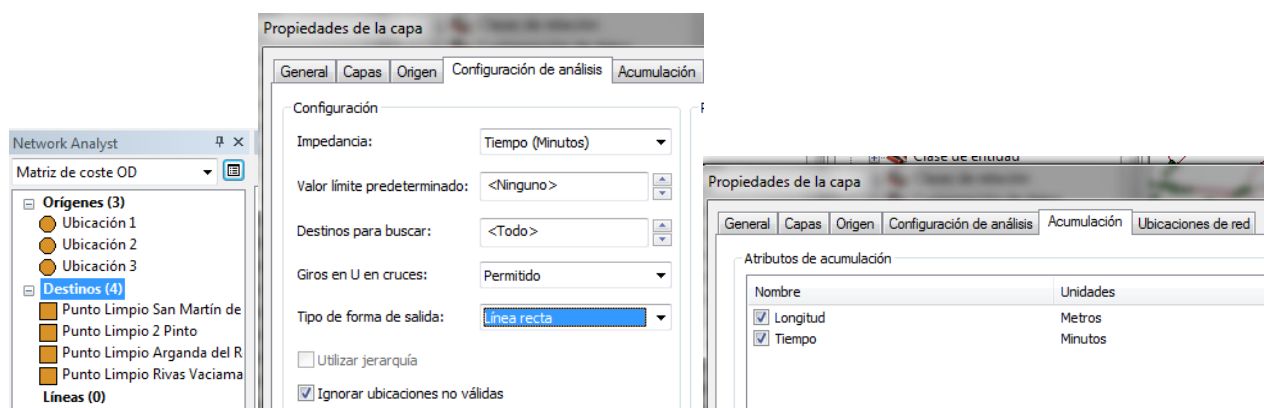 Network Analyst
Matriz de coste OD
Orígenes (3)
Ubicación 1
Ubicación 2
Ubicación 3
Destinos (4)
Punto Limpio San Martín de
Punto Limpio 2 Pinto
Punto Limpio Arganda del R
Punto Limpio Rivas Vaciama
Líneas (0)
Propiedades de la capa
General Capas Origen Configuración de análisis Acumulación
Configuración
Impedancia: Tiempo (Minutos)
Valor límite predeterminado: <Ninguno>
Destinos para buscar: <Todo>
Giros en U en cruces: Permitido
Tipo de forma de salida: Línea recta
Utilizar jerarquía
Ignorar ubicaciones no válidas
Clase de entidad
Propiedades de la capa
General Capas Origen Configuración de análisis Acumulación Ubicaciones de red
Atributos de acumulación
Nombre Unidades
Longitud Metros
Tiempo Minutos